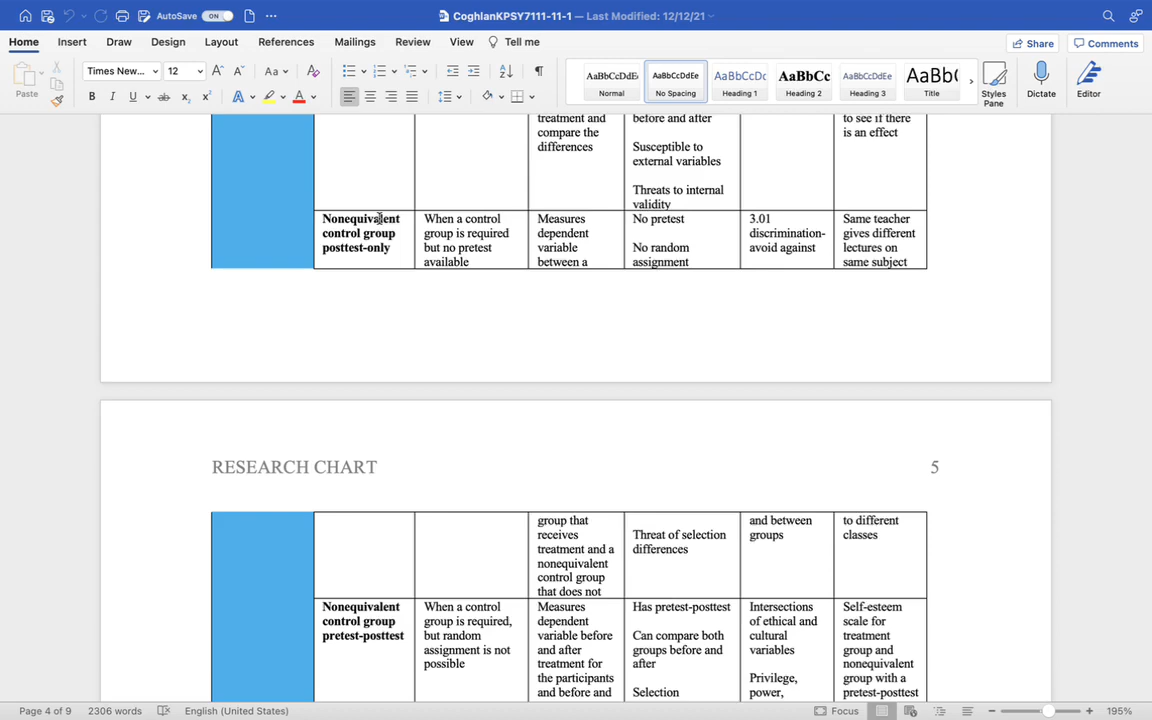 AutoSave ON
CoghlanKPSY7111-11-1 — Last Modified: 12/12/21
Home Insert Draw Design Layout References Mailings Review View Tell me
Share Comments
Paste
Times New... 12 Aa
B I U ab x₂ x² A A
AaBbCcDdE AaBbCcDdEe AaBbCcDc AaBbCc AaBbCcDdEe AaBb(
Normal No Spacing Heading 1 Heading 2 Heading 3 Title
Styles Pane
Dictate
Editor
treatment and
compare the
differences
before and after
Susceptible to
external variables
Threats to internal
validity
to see if there
is an effect
Nonequivalent
control group
posttest-only
When a control
group is required
but no pretest
available
Measures
dependent
variable
between a
No pretest
No random
assignment
3.01
discrimination-
avoid against
Same teacher
gives different
lectures on
same subject
RESEARCH CHART 5
group that
receives
treatment and a
nonequivalent
control group
that does not
Threat of selection
differences
and between
groups
to different
classes
Nonequivalent
control group
pretest-posttest
When a control
group is required,
but random
assignment is not
possible
Measures
dependent
variable before
and after
treatment for
the participants
and before and
Has pretest-posttest
Can compare both
groups before and
after
Selection
Intersections
of ethical and
cultural
variables
Privilege,
power,
Self-esteem
scale for
treatment
group and
nonequivalent
group with a
pretest-posttest
Page 4 of 9 2306 words English (United States) Focus 195%